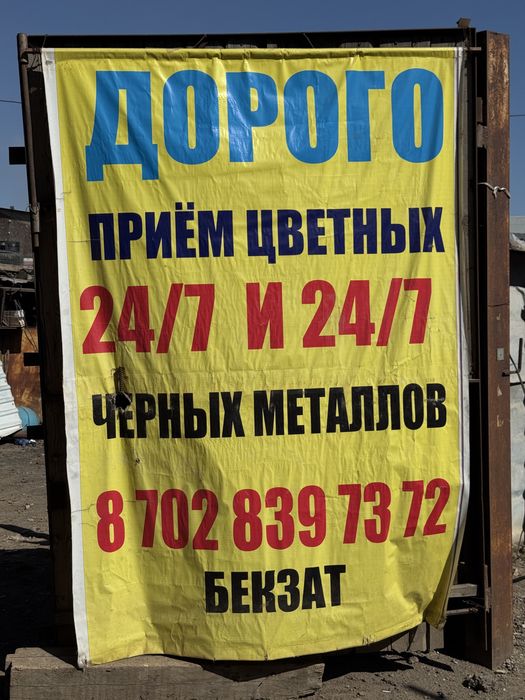 ДОРОГО
ПРИЁМ ЦВЕТНЫХ
24/7 И 24/7
ЧЕРНЫХ МЕТАЛЛОВ
8 702 839 73 72
БЕКЗАТ